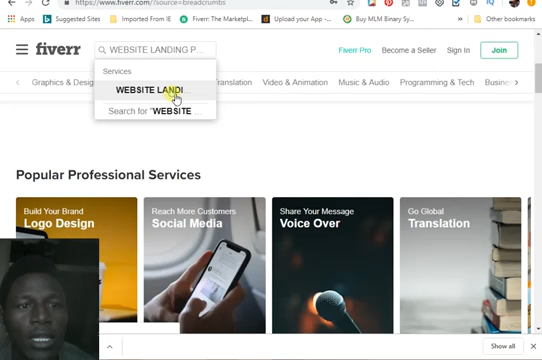 https://www.fiverr.com/?source=breadcrumbs
Apps
Suggested Sites
Imported From IE
Fiverr: The Marketpl...
Upload your app - U...
Buy MLM Binary Sy...
Other bookmarks
fiverr
WEBSITE LANDING P...
Fiverr Pro
Become a Seller
Sign In
Join
Services
WEBSITE LANDI...
Search for "WEBSITE ...
Graphics & Desig
ranslation
Video & Animation
Music & Audio
Programming & Tech
Busines
Popular Professional Services
Build Your Brand
Logo Design
Reach More Customers
Social Media
Share Your Message
Voice Over
Go Global
Translation
Show all